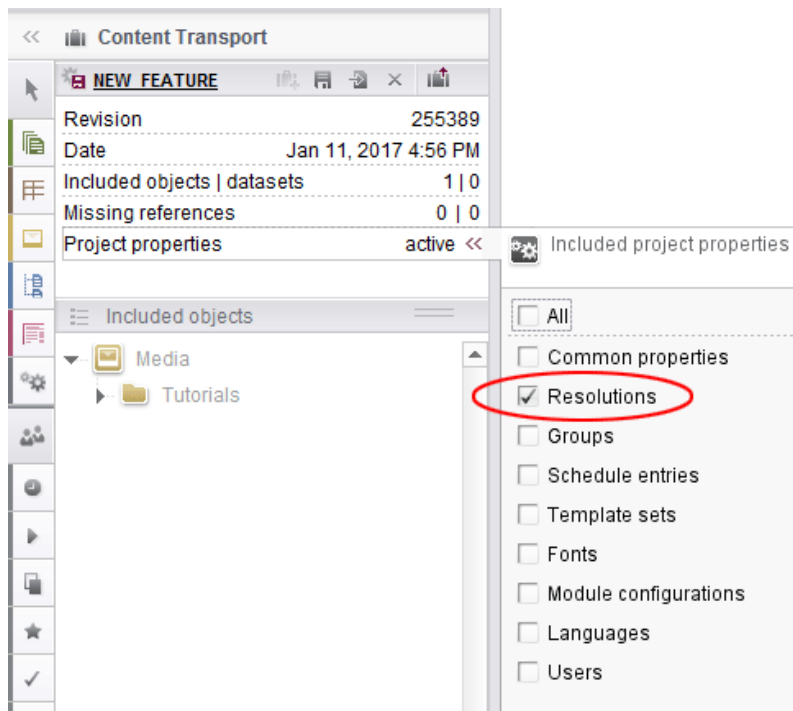 Content Transport
NEW FEATURE
Revision 255389
Date Jan 11, 2017 4:56 PM
Included objects | datasets 1 | 0
Missing references 0 | 0
Project properties active
Included project properties
All
Common properties
Resolutions
Groups
Schedule entries
Template sets
Fonts
Module configurations
Languages
Users
Included objects
Media
Tutorials